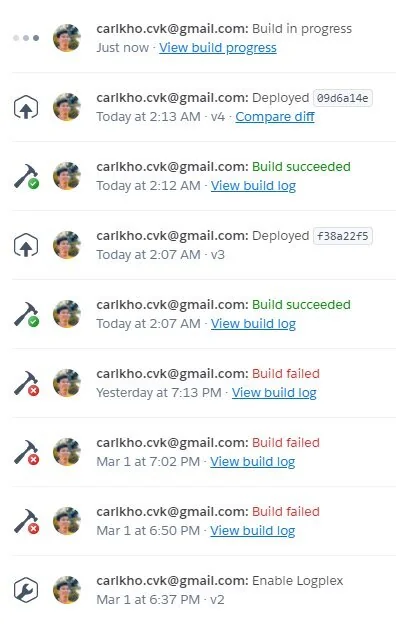 carlkho.cvk@gmail.com: Build in progress
Just now · View build progress
carlkho.cvk@gmail.com: Deployed 09d6a14e
Today at 2:13 AM · v4 · Compare diff
carlkho.cvk@gmail.com: Build succeeded
Today at 2:12 AM · View build log
carlkho.cvk@gmail.com: Deployed f38a22f5
Today at 2:07 AM · v3
carlkho.cvk@gmail.com: Build succeeded
Today at 2:07 AM · View build log
carlkho.cvk@gmail.com: Build failed
Yesterday at 7:13 PM · View build log
carlkho.cvk@gmail.com: Build failed
Mar 1 at 7:02 PM · View build log
carlkho.cvk@gmail.com: Build failed
Mar 1 at 6:50 PM · View build log
carlkho.cvk@gmail.com: Enable Logplex
Mar 1 at 6:37 PM · v2